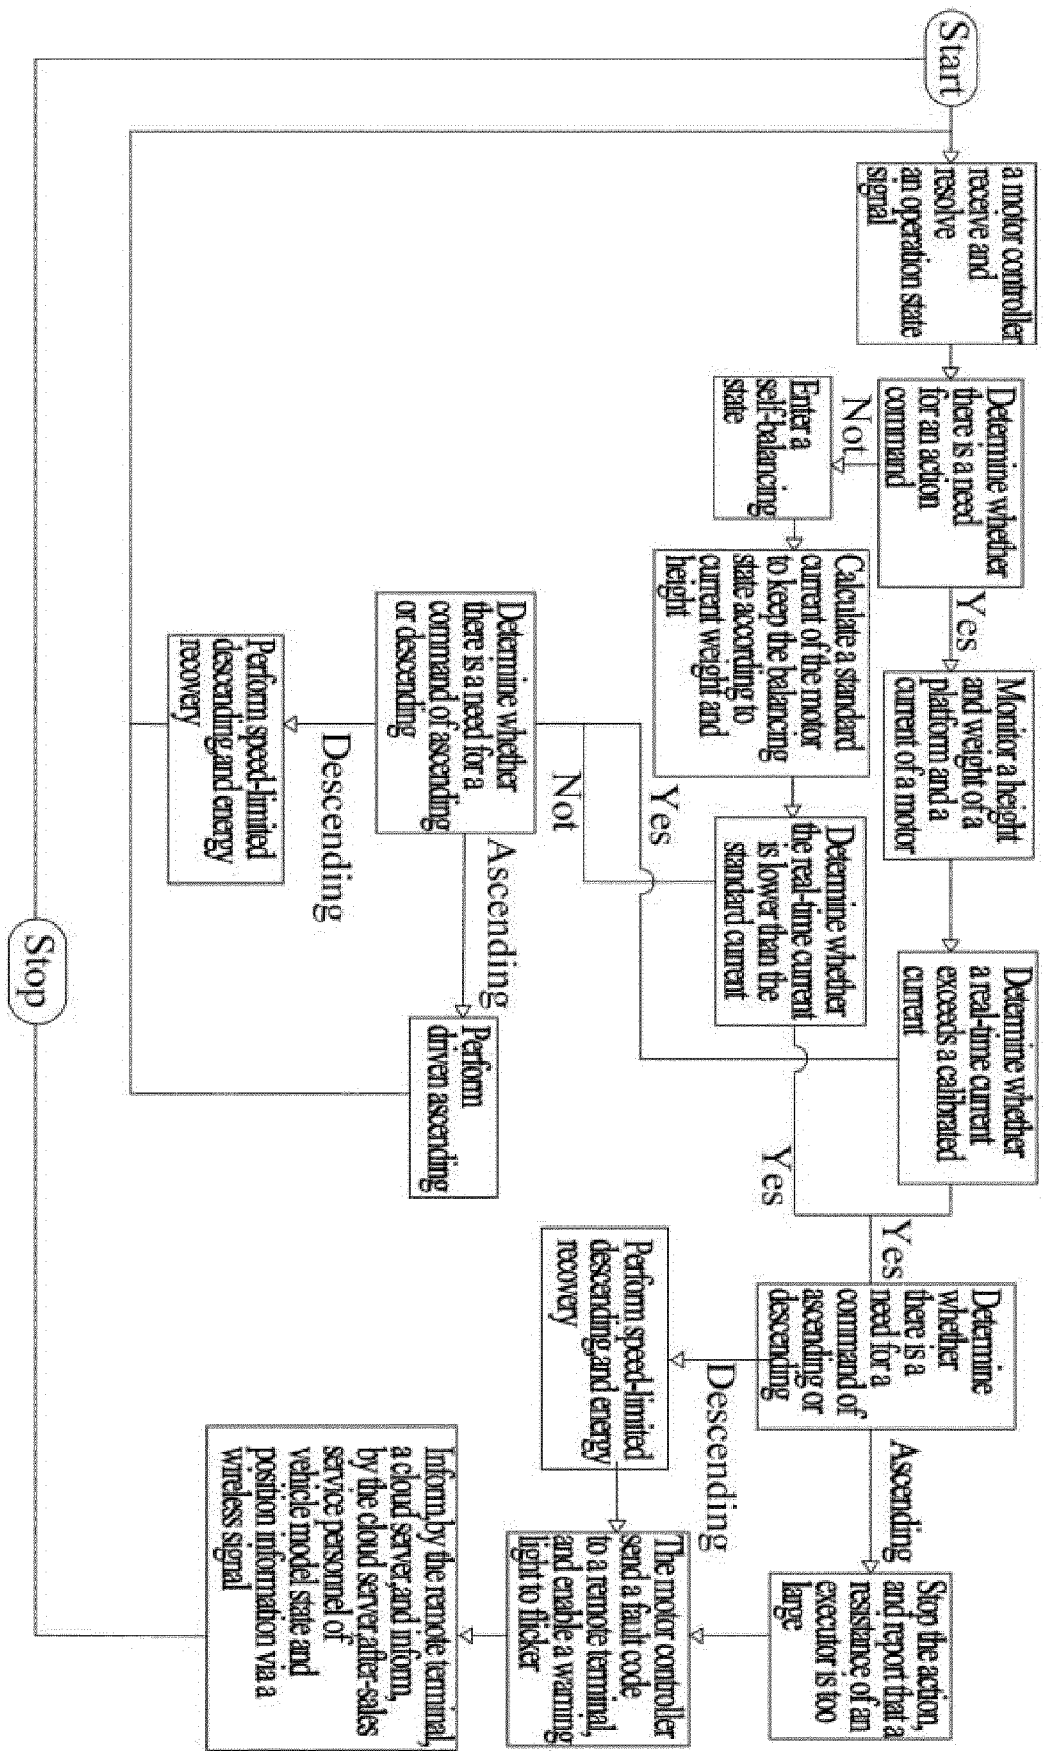 Start
a motor controller
receive and
resolve
an operation state
signal
Determine whether
there is a need
for an action
command
Yes
Not
Monitor a height
and weight of a
platform and a
current of a motor
Determine whether
a real-time current
exceeds a calibrated
current
Enter a
self-balancing
state
Calculate a standard
current of the motor
to keep the balancing
state according to
current weight and
height
Determine whether
the real-time current
is lower than the
standard current
Yes
Yes
Yes
Not
Determine
whether
there is a
need for a
command of
ascending or
descending
Ascending
Descending
Stop the action,
and report that a
resistance of an
executor is too
large
Perform speed-limited
descending, and energy
recovery
The motor controller
send a fault code
to a remote terminal,
and enable a warning
light to flicker
Inform, by the remote terminal,
a cloud server, and inform,
by the cloud server, after-sales
service personnel of
vehicle model state and
position information via a
wireless signal
Determine whether
there is a need for a
command of ascending
or descending
Ascending
Descending
Perform
driven ascending
Perform speed-limited
descending, and energy
recovery
Stop